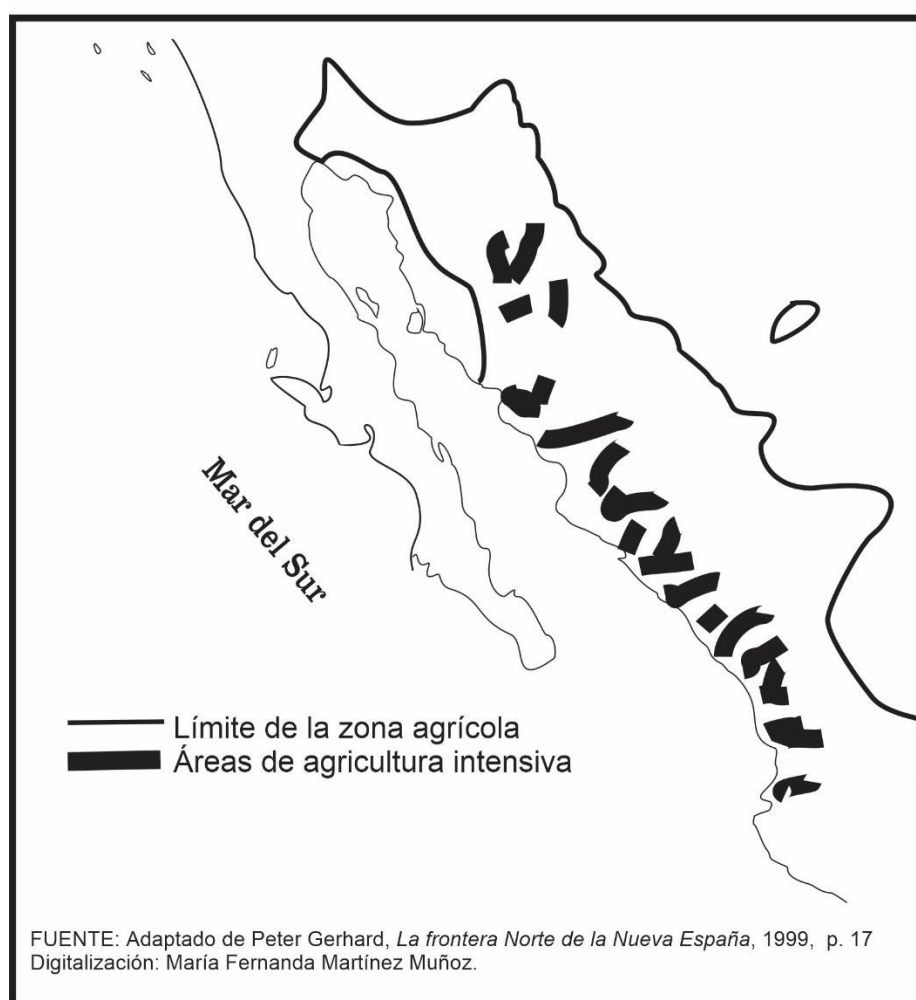 Mar del Sur
Límite de la zona agrícola
Áreas de agricultura intensiva
FUENTE: Adaptado de Peter Gerhard, La frontera Norte de la Nueva España, 1999, p. 17
Digitalización: María Fernanda Martínez Muñoz.